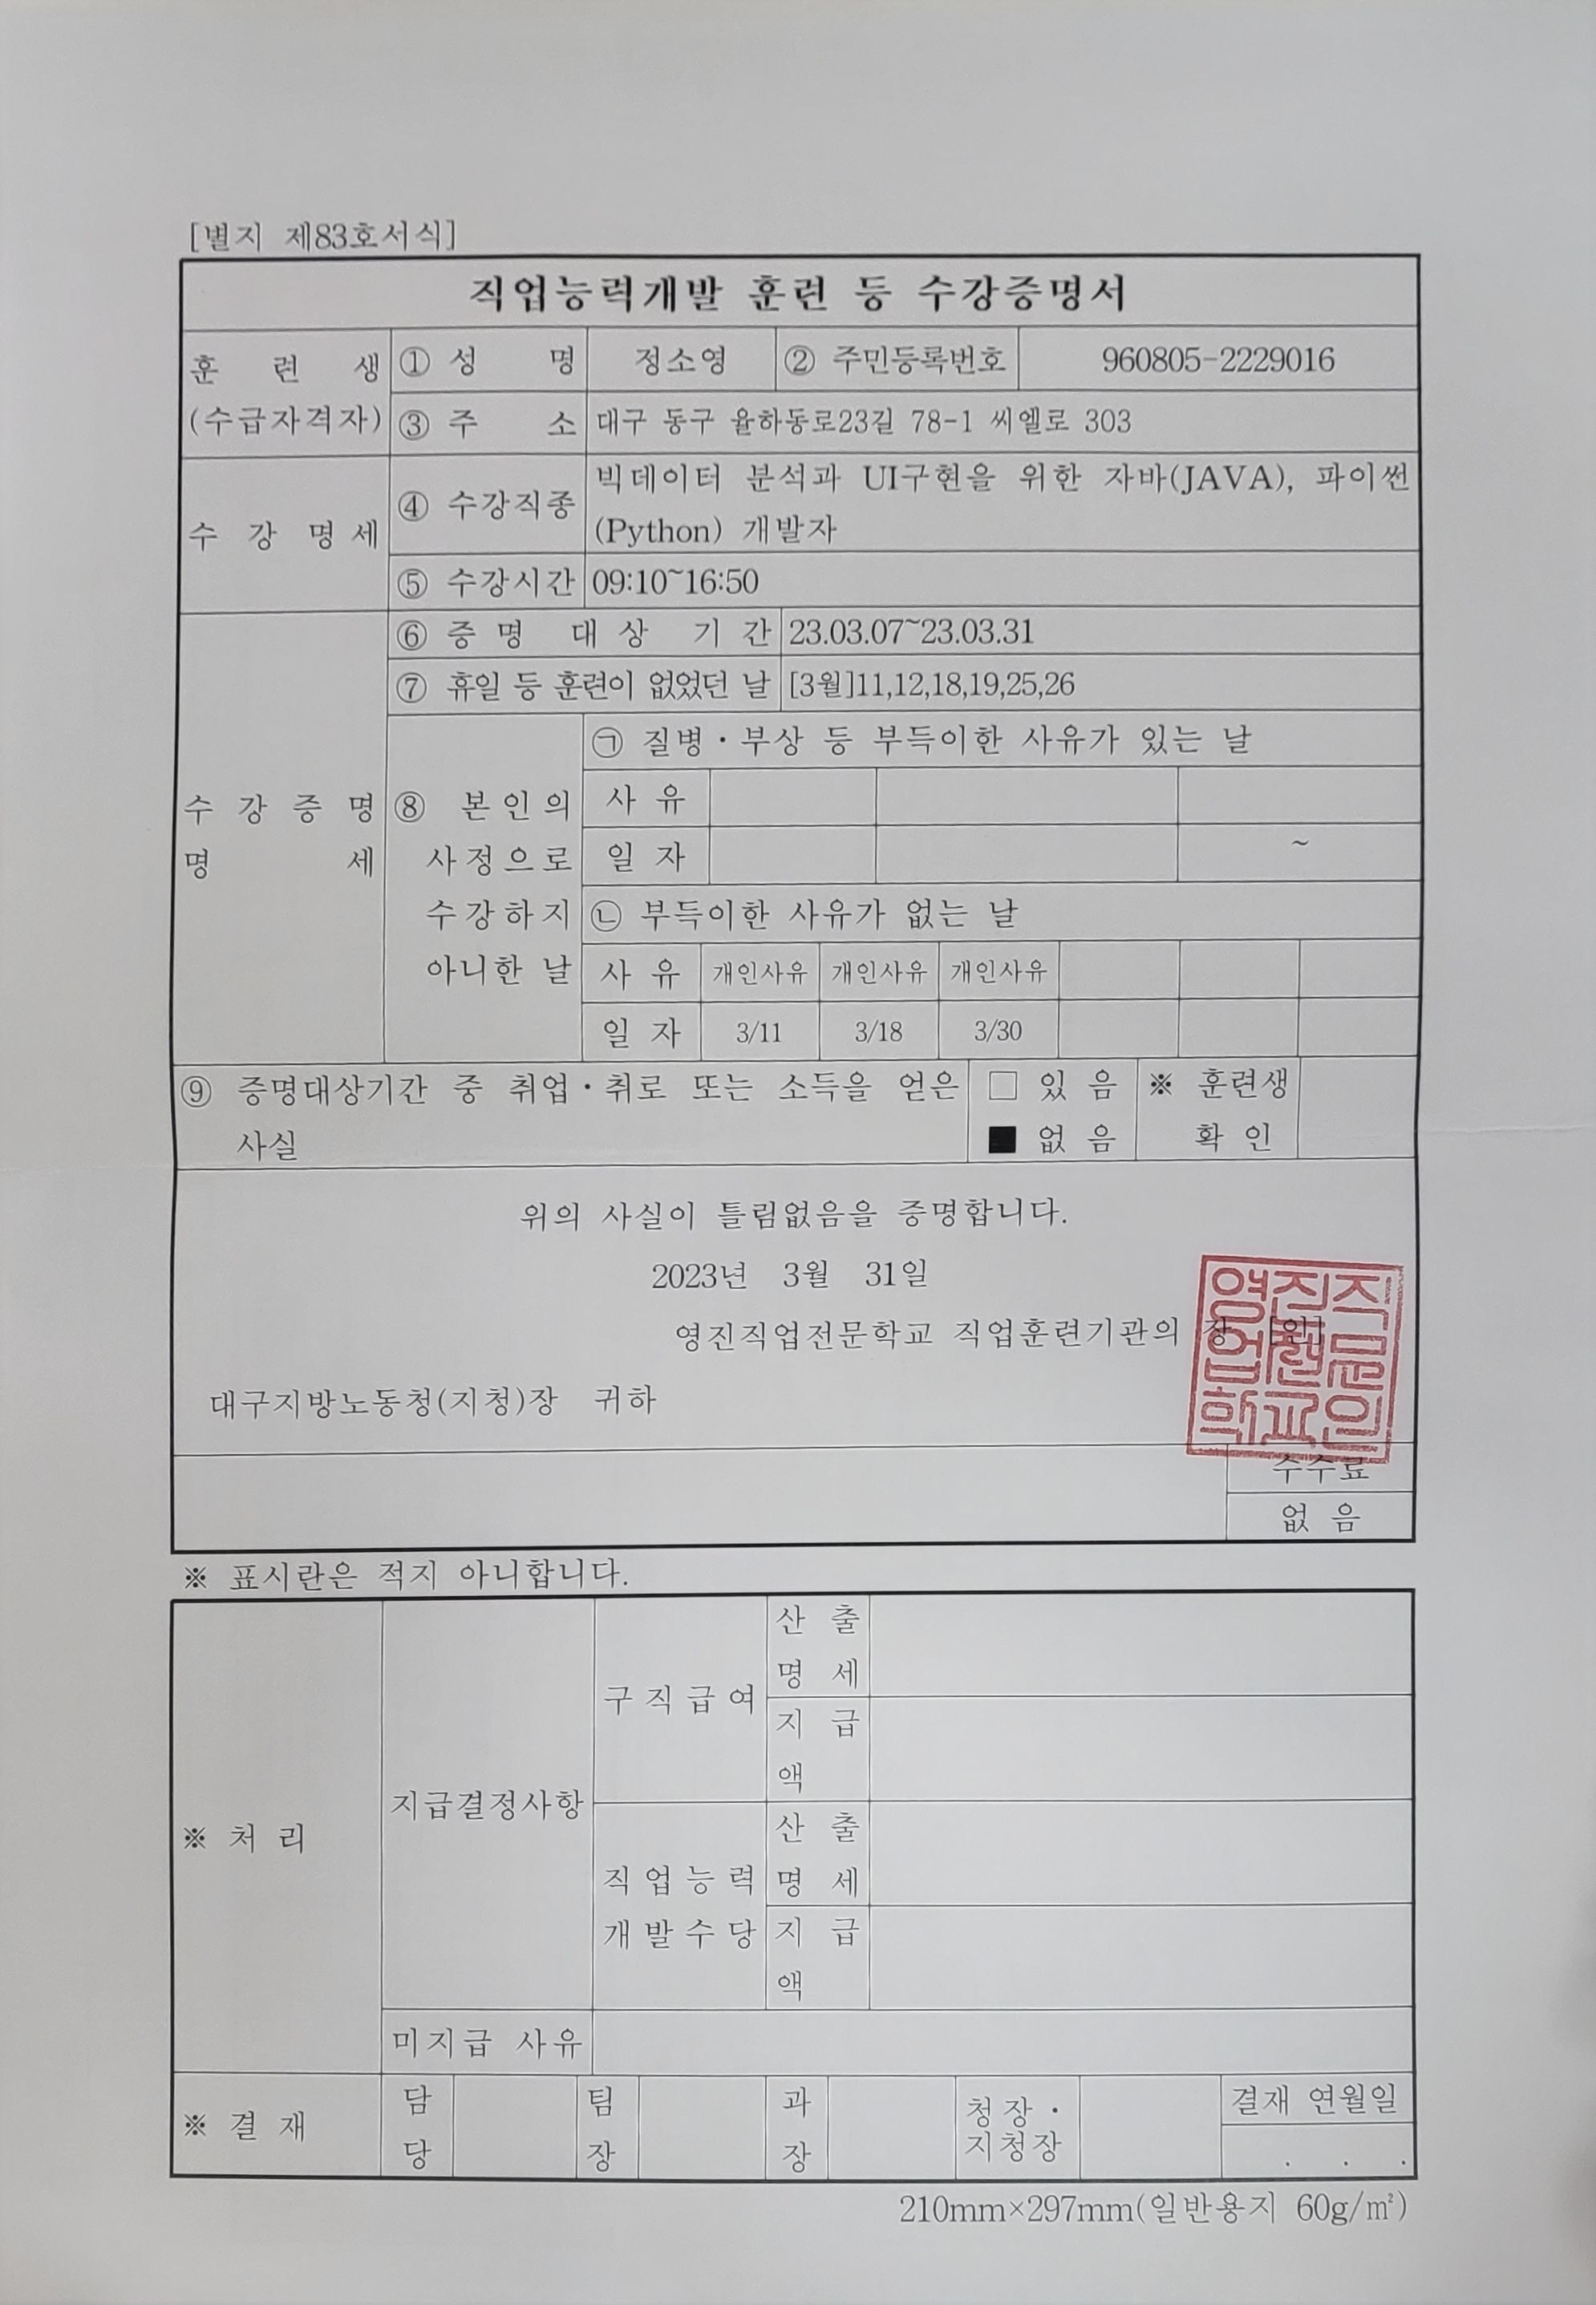 [별지 제83호서식]
직업능력개발 훈련 등 수강증명서
훈 련 생
(수급자격자)
① 성 명
정소영
② 주민등록번호
960805-2229016
③ 주 소
대구 동구 율하동로23길 78-1 씨엘로 303
수 강 명 세
④ 수강직종
빅데이터 분석과 UI구현을 위한 자바(JAVA), 파이썬
(Python) 개발자
⑤ 수강시간
09:10~16:50
수 강 증 명
명 세
⑥ 증 명 대 상 기 간
23.03.07~23.03.31
⑦ 휴일 등 훈련이 없었던 날
[3월]11,12,18,19,25,26
⑧ 본인의
사정으로
수강하지
아니한 날
㉠ 질병·부상 등 부득이한 사유가 있는 날
사 유
일 자
~
㉡ 부득이한 사유가 없는 날
사 유 개인사유 개인사유 개인사유
일 자 3/11 3/18 3/30
⑨ 증명대상기간 중 취업·취로 또는 소득을 얻은
사실
□ 있 음
■ 없 음
※ 훈련생
확 인
위의 사실이 틀림없음을 증명합니다.
2023년 3월 31일
영진직업전문학교 직업훈련기관의 장 [인]
영진직
업전문
학교인
대구지방노동청(지청)장 귀하
수수료
없 음
※ 표시란은 적지 아니합니다.
※ 처 리
지급결정사항
구직급여
산 출
명 세
지 급
액
직업능력
개발수당
산 출
명 세
지 급
액
미지급 사유
※ 결 재
담
당
팀
장
과
장
청장·
지청장
결재 연월일
. . .
210mm×297mm(일반용지 60g/㎡)